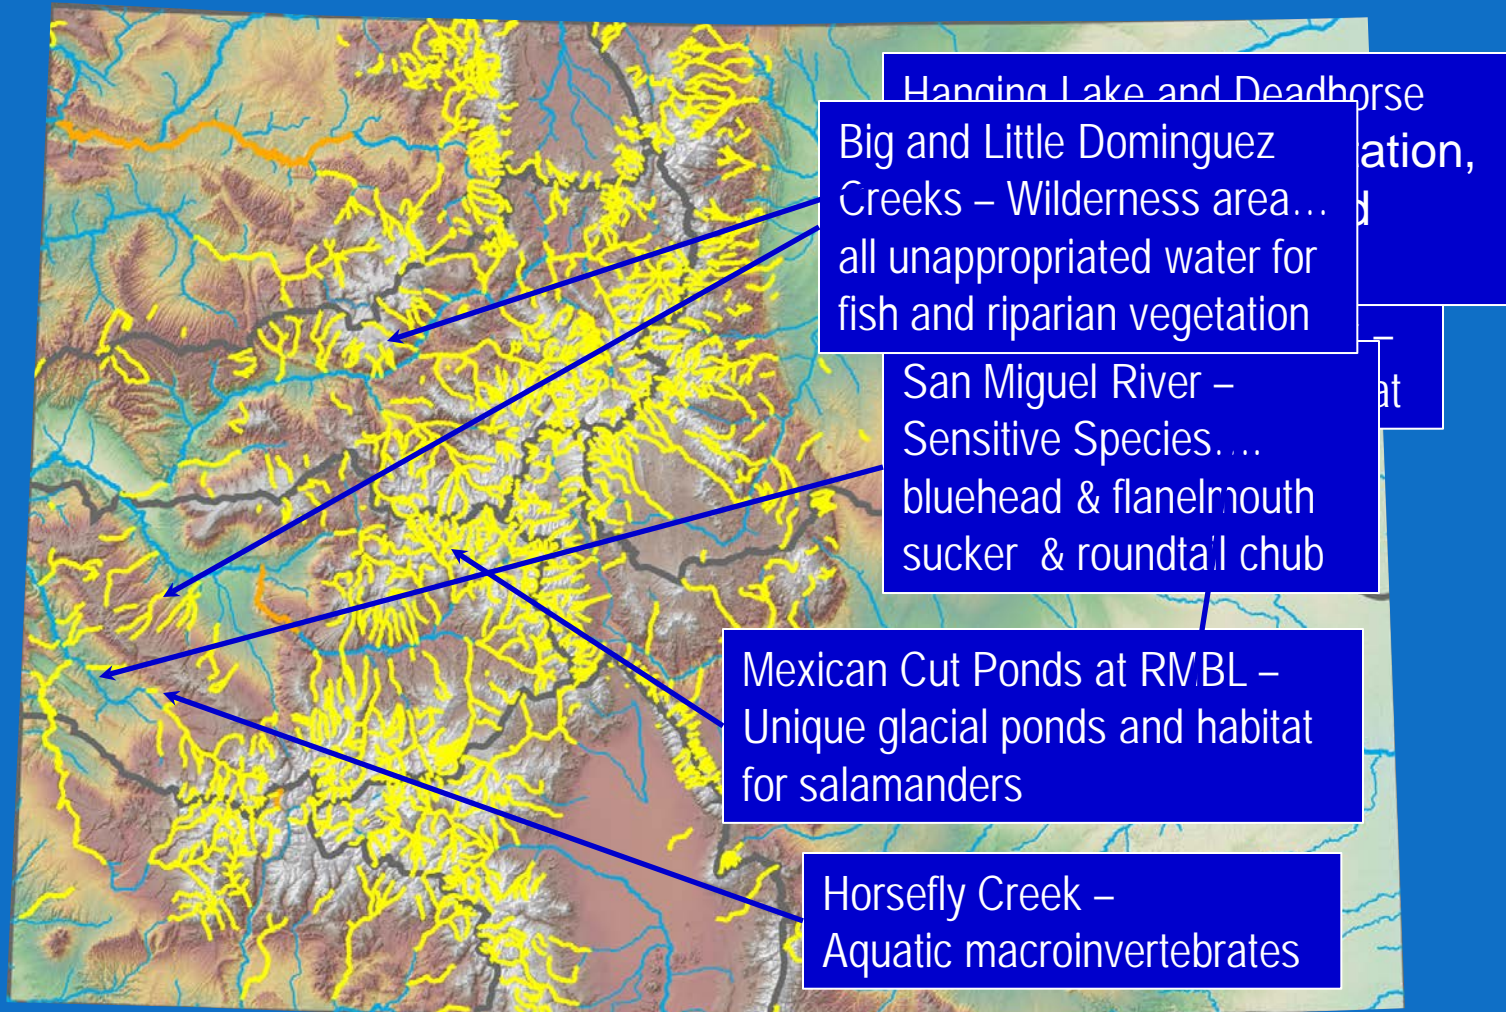 Hanging Lake and Deadhorse
Big and Little Dominguez
ation,
Creeks – Wilderness area…
d
all unappropriated water for
fish and riparian vegetation
–
San Miguel River –
at
Sensitive Species….
bluehead & flanelmouth
sucker & roundtail chub
Mexican Cut Ponds at RMBL –
Unique glacial ponds and habitat
for salamanders
Horsefly Creek –
Aquatic macroinvertebrates